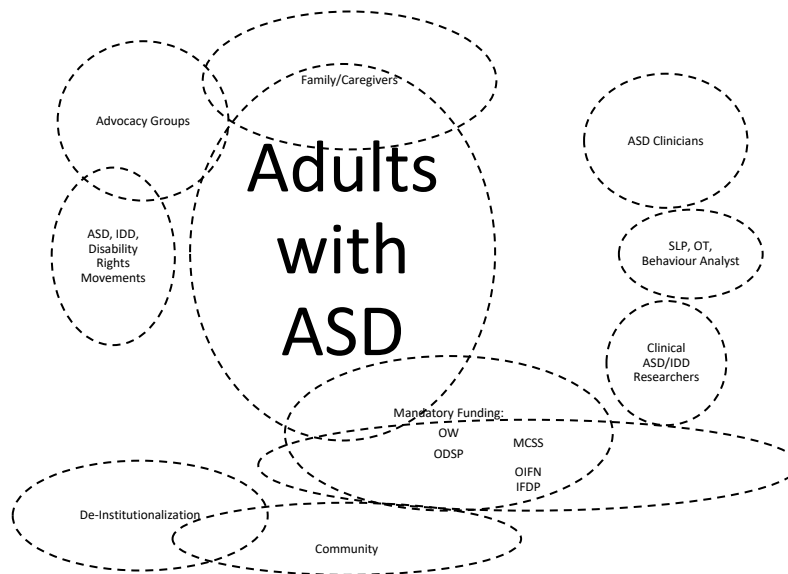 Family/Caregivers
Advocacy Groups
ASD Clinicians
Adults
with
ASD
ASD, IDD,
Disability
Rights
Movements
SLP, OT,
Behaviour Analyst
Clinical
ASD/IDD
Researchers
Mandatory Funding:
OW
MCSS
ODSP
OIFN
IFDP
De-Institutionalization
Community